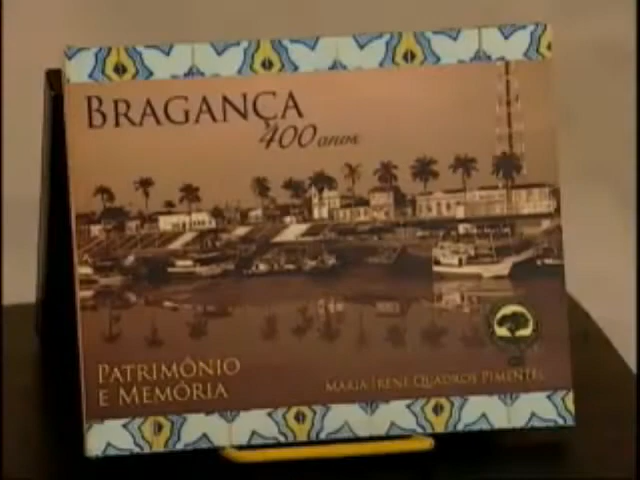 BRAGANÇA
400 anos
PATRIMÔNIO
E MEMÓRIA
MARIA IRENE QUADROS PIMENTEL